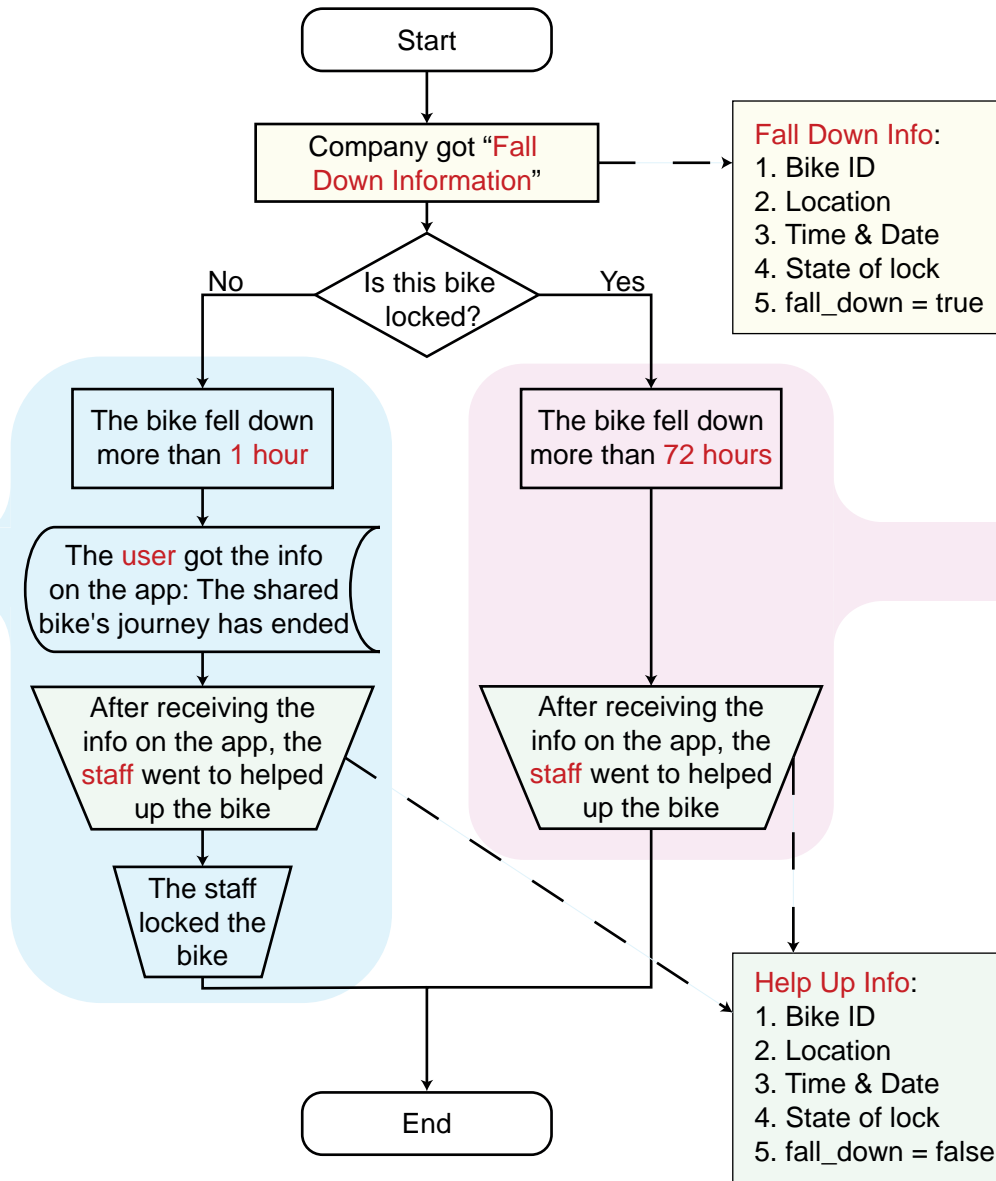 Start
Company got “Fall
Down Information”
Fall Down Info:
1. Bike ID
2. Location
3. Time & Date
4. State of lock
5. fall_down = true
Is this bike
locked?
No
Yes
The bike fell down
more than 1 hour
The user got the info
on the app: The shared
bike's journey has ended
After receiving the
info on the app, the
staff went to helped
up the bike
The staff
locked the
bike
The bike fell down
more than 72 hours
After receiving the
info on the app, the
staff went to helped
up the bike
Help Up Info:
1. Bike ID
2. Location
3. Time & Date
4. State of lock
5. fall_down = false
End